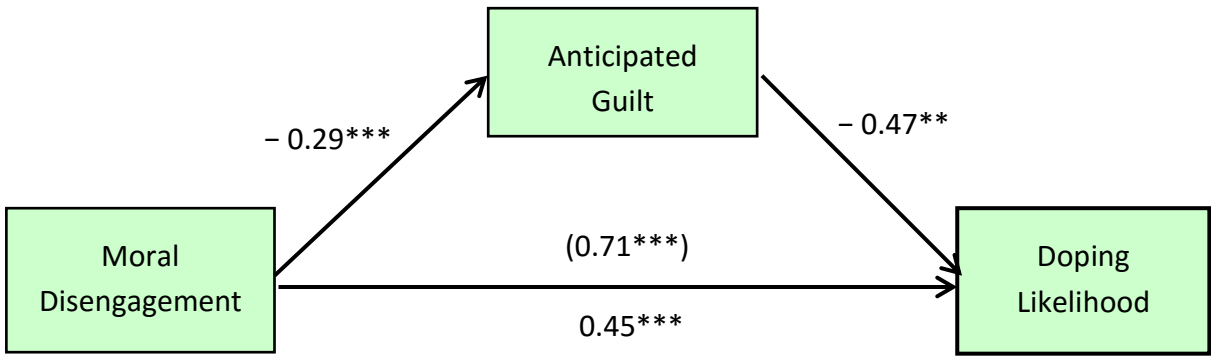 Anticipated
Guilt
− 0.29***
− 0.47**
Moral
Disengagement
(0.71***)
0.45***
Doping
Likelihood